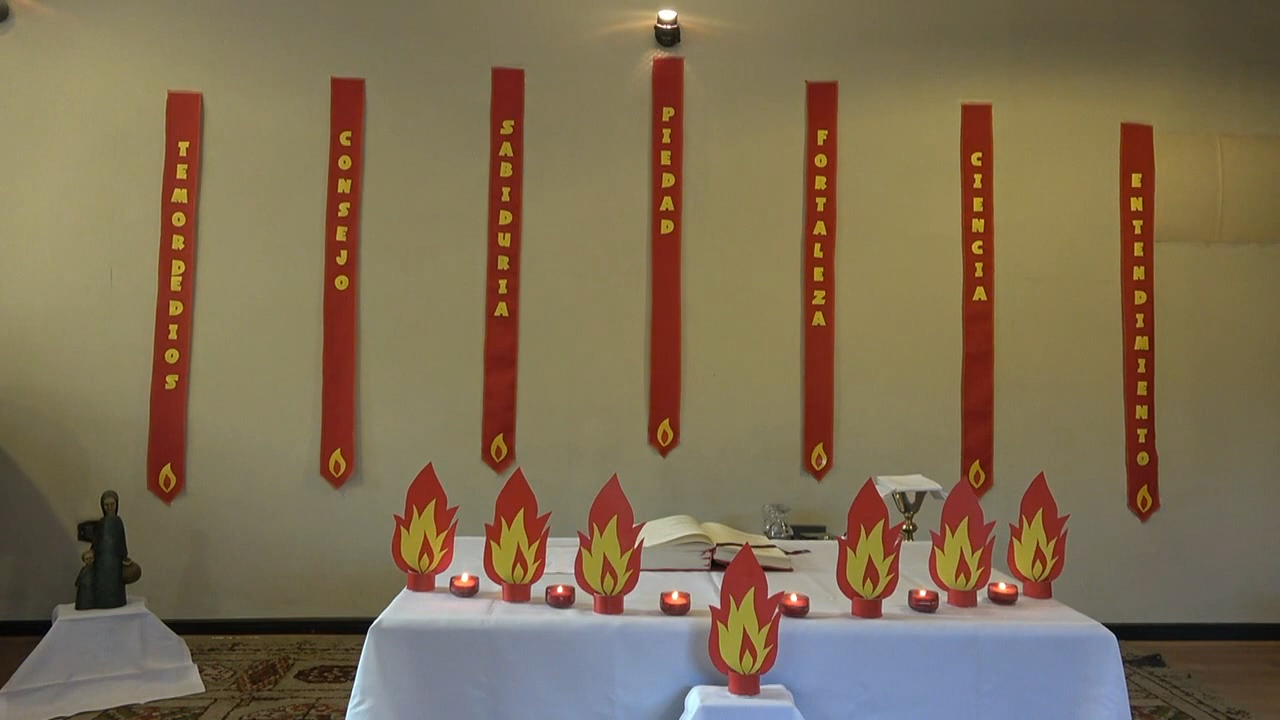 TEMOR DE DIOS
CONSEJO
SABIDURIA
PIEDAD
FORTALEZA
CIENCIA
ENTENDIMIENTO